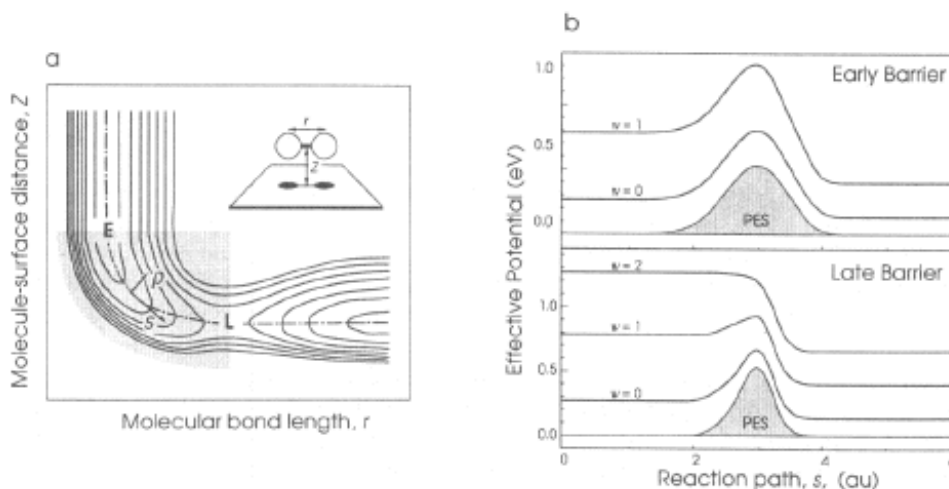 a
Molecule-surface distance, Z
r
Z
E
ρ
S
L
Molecular bond length, r
b
Effective Potential (eV)
1.0
Early Barrier
v=1
0.5
v=0
0.0
PES
v=2
Late Barrier
1.0
v=1
0.5
v=0
0.0
PES
0
2
4
Reaction path, s, (au)